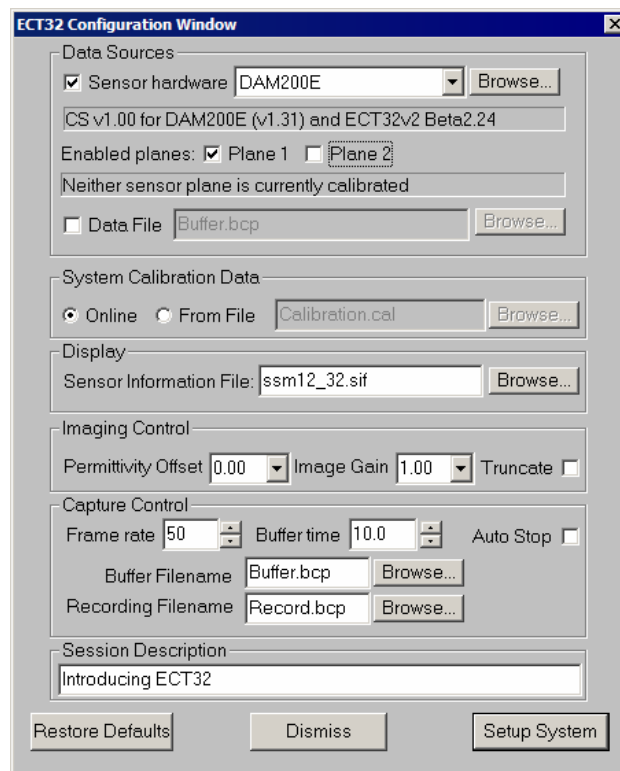 ECT32 Configuration Window
Data Sources
Sensor hardware DAM200E Browse...
CS v1.00 for DAM200E (v1.31) and ECT32v2 Beta2.24
Enabled planes: Plane 1 Plane 2
Neither sensor plane is currently calibrated
Data File Buffer.bcp Browse...
System Calibration Data
Online From File Calibration.cal Browse...
Display
Sensor Information File: ssm12_32.sif Browse...
Imaging Control
Permittivity Offset 0.00 Image Gain 1.00 Truncate
Capture Control
Frame rate 50 Buffer time 10.0 Auto Stop
Buffer Filename Buffer.bcp Browse...
Recording Filename Record.bcp Browse...
Session Description
Introducing ECT32
Restore Defaults Dismiss Setup System